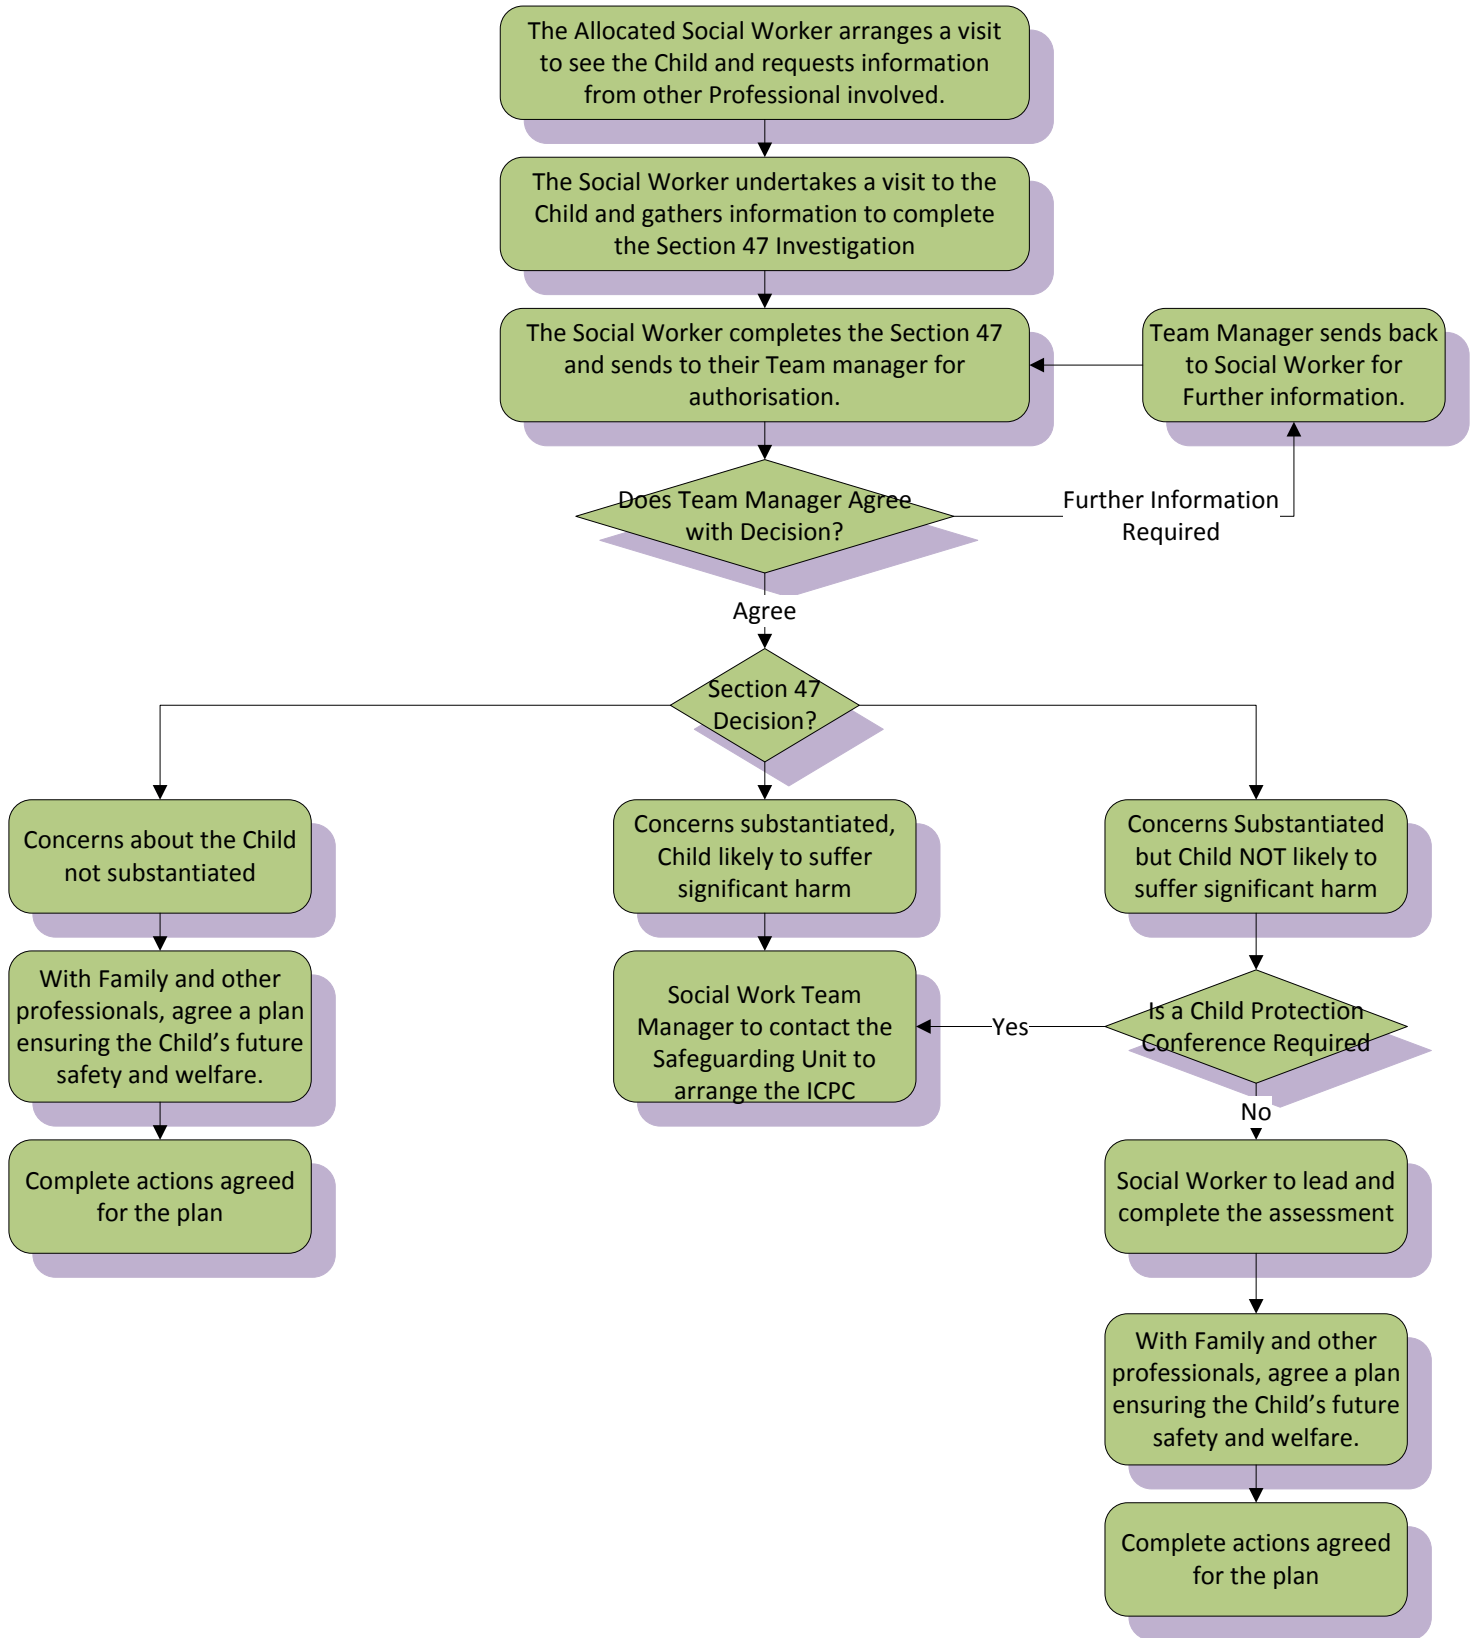 The Allocated Social Worker arranges a visit
to see the Child and requests information
from other Professional involved.
The Social Worker undertakes a visit to the
Child and gathers information to complete
the Section 47 Investigation
The Social Worker completes the Section 47
and sends to their Team manager for
authorisation.
Team Manager sends back
to Social Worker for
Further information.
Does Team Manager Agree
with Decision?
Further Information
Required
Agree
Section 47
Decision?
Concerns about the Child
not substantiated
Concerns substantiated,
Child likely to suffer
significant harm
Concerns Substantiated
but Child NOT likely to
suffer significant harm
With Family and other
professionals, agree a plan
ensuring the Child’s future
safety and welfare.
Social Work Team
Manager to contact the
Safeguarding Unit to
arrange the ICPC
Yes
Is a Child Protection
Conference Required
No
Complete actions agreed
for the plan
Social Worker to lead and
complete the assessment
With Family and other
professionals, agree a plan
ensuring the Child’s future
safety and welfare.
Complete actions agreed
for the plan